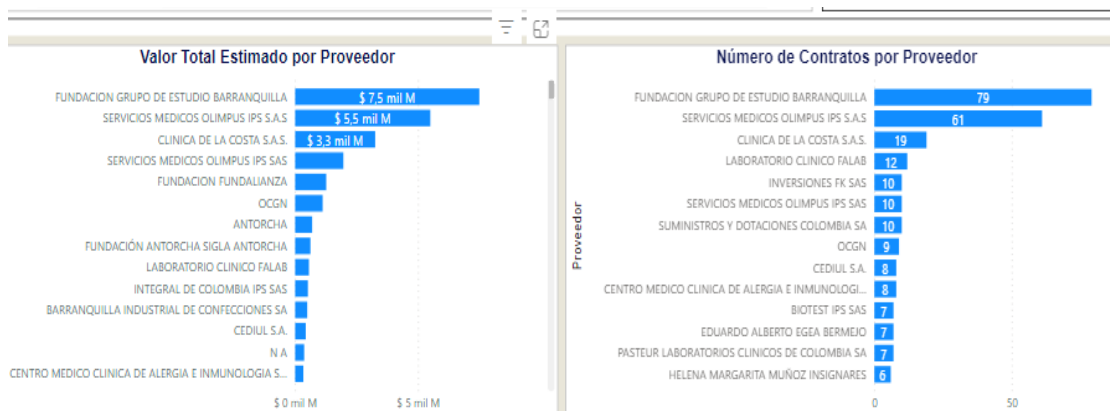 Valor Total Estimado por Proveedor
FUNDACION GRUPO DE ESTUDIO BARRANQUILLA $ 7,5 mil M
SERVICIOS MEDICOS OLIMPUS IPS S.A.S $ 5,5 mil M
CLINICA DE LA COSTA S.A.S. $ 3,3 mil M
SERVICIOS MEDICOS OLIMPUS IPS SAS
FUNDACION FUNDALIANZA
OCGN
ANTORCHA
FUNDACIÓN ANTORCHA SIGLA ANTORCHA
LABORATORIO CLINICO FALAB
INTEGRAL DE COLOMBIA IPS SAS
BARRANQUILLA INDUSTRIAL DE CONFECCIONES SA
CEDIUL S.A.
N A
CENTRO MEDICO CLINICA DE ALERGIA E INMUNOLOGIA S...
$ 0 mil M $ 5 mil M
Número de Contratos por Proveedor
Proveedor
FUNDACION GRUPO DE ESTUDIO BARRANQUILLA 79
SERVICIOS MEDICOS OLIMPUS IPS S.A.S 61
CLINICA DE LA COSTA S.A.S. 19
LABORATORIO CLINICO FALAB 12
INVERSIONES FK SAS 10
SERVICIOS MEDICOS OLIMPUS IPS SAS 10
SUMINISTROS Y DOTACIONES COLOMBIA SA 10
OCGN 9
CEDIUL S.A. 8
CENTRO MEDICO CLINICA DE ALERGIA E INMUNOLOGI... 8
BIOTEST IPS SAS 7
EDUARDO ALBERTO EGEA BERMEJO 7
PASTEUR LABORATORIOS CLINICOS DE COLOMBIA SA 7
HELENA MARGARITA MUÑOZ INSIGNARES 6
0 50